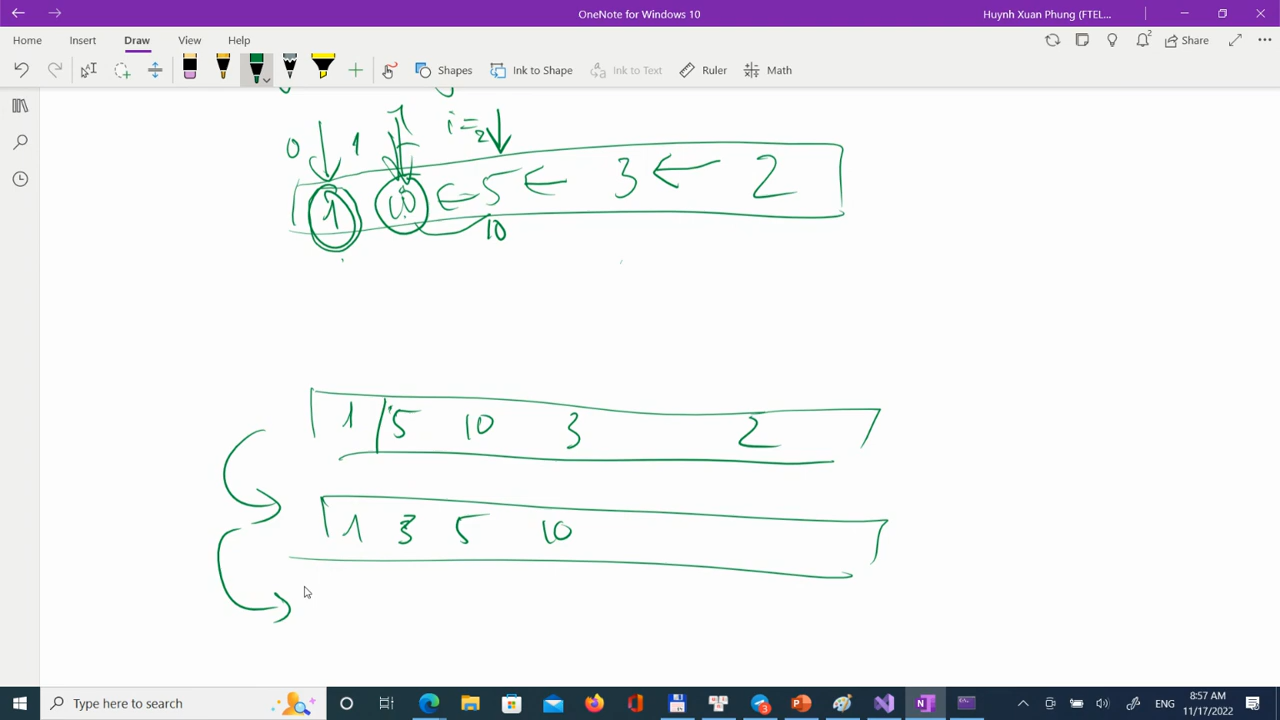 OneNote for Windows 10
Huynh Xuan Phung (FTEL...
Home Insert Draw View Help
Share
Shapes Ink to Shape Ink to Text Ruler Math
0 1 i=2
1 10 ← 5 ← 3 ← 2
10
1 5 10 3 2
1 3 5 10
Type here to search
3
ENG
8:57 AM
11/17/2022